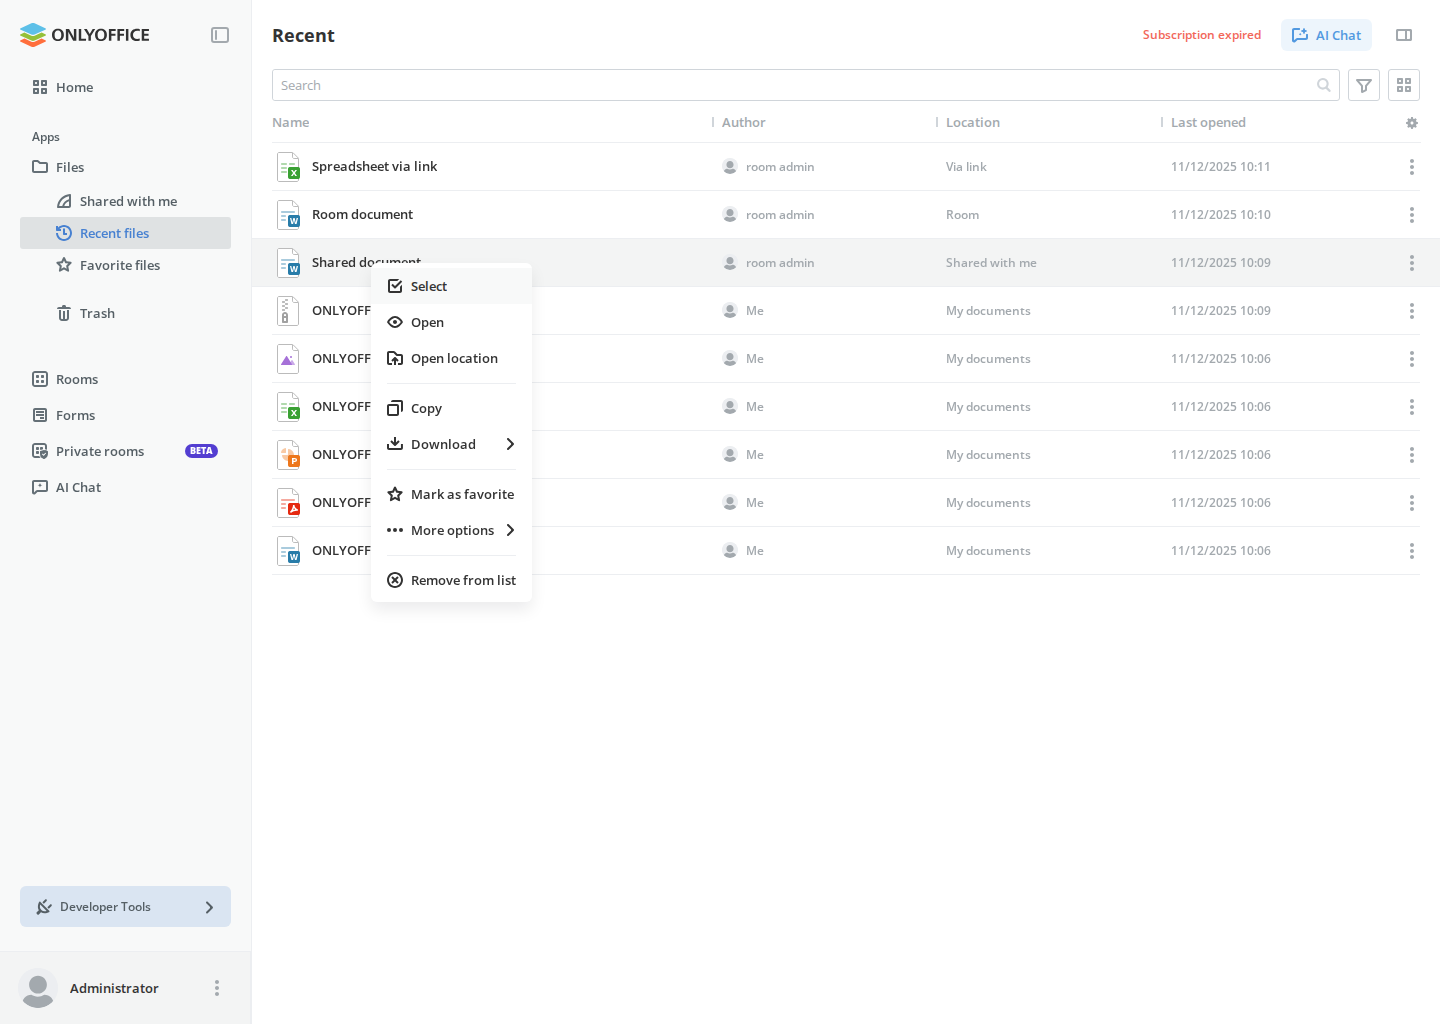 ONLYOFFICE
Home
Apps
Files
Shared with me
Recent files
Favorite files
Trash
Rooms
Forms
Private rooms BETA
AI Chat
Developer Tools
Administrator
Recent
Subscription expired
AI Chat
Search
Name Author Location Last opened
X Spreadsheet via link room admin Via link 11/12/2025 10:11
W Room document room admin Room 11/12/2025 10:10
W Shared document room admin Shared with me 11/12/2025 10:09
ONLYOFF Me My documents 11/12/2025 10:09
ONLYOFF Me My documents 11/12/2025 10:06
X ONLYOFF Me My documents 11/12/2025 10:06
P ONLYOFF Me My documents 11/12/2025 10:06
ONLYOFF Me My documents 11/12/2025 10:06
W ONLYOFF Me My documents 11/12/2025 10:06
Select
Open
Open location
Copy
Download
Mark as favorite
More options
Remove from list